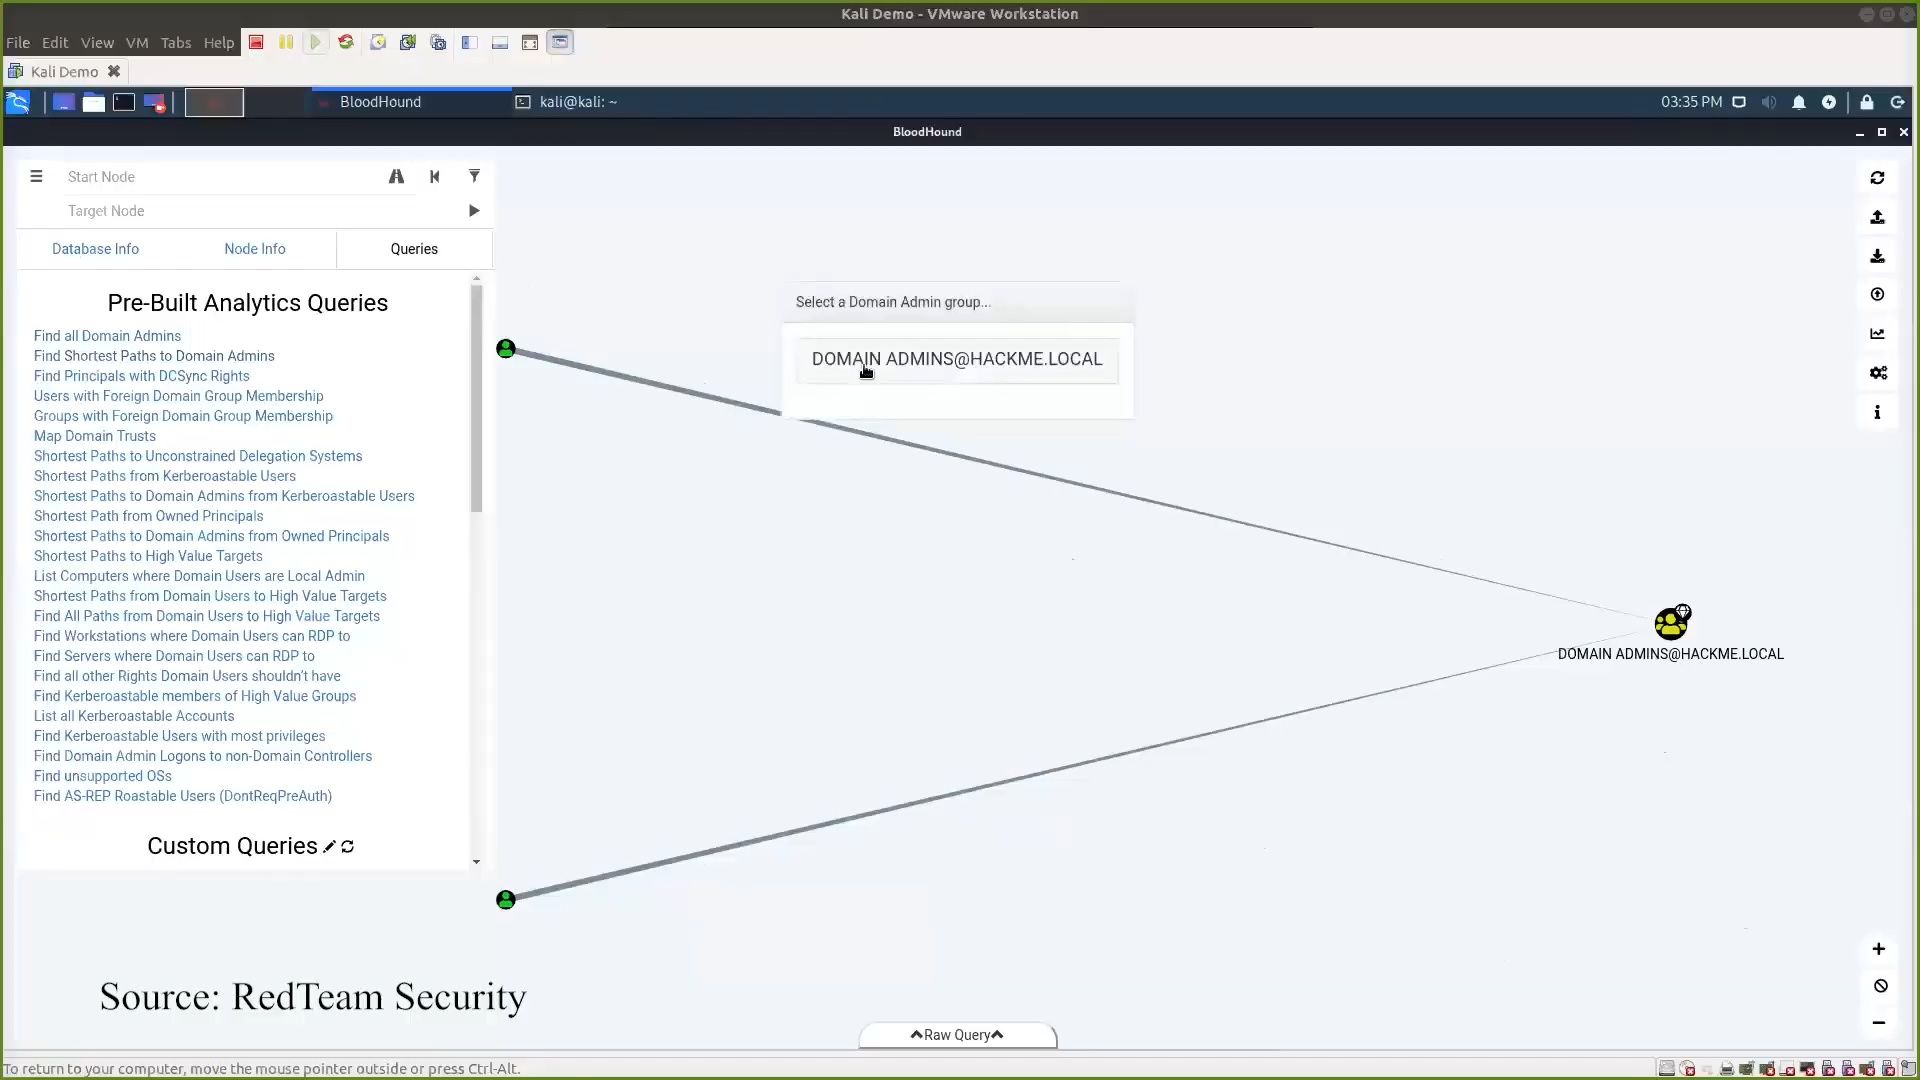 Kali Demo - VMware Workstation
File Edit View VM Tabs Help
Kali Demo
BloodHound
kali@kali: ~
03:35 PM
BloodHound
Start Node
Target Node
Database Info
Node Info
Queries
Pre-Built Analytics Queries
Find all Domain Admins
Find Shortest Paths to Domain Admins
Find Principals with DCSync Rights
Users with Foreign Domain Group Membership
Groups with Foreign Domain Group Membership
Map Domain Trusts
Shortest Paths to Unconstrained Delegation Systems
Shortest Paths from Kerberoastable Users
Shortest Paths to Domain Admins from Kerberoastable Users
Shortest Path from Owned Principals
Shortest Paths to Domain Admins from Owned Principals
Shortest Paths to High Value Targets
List Computers where Domain Users are Local Admin
Shortest Paths from Domain Users to High Value Targets
Find All Paths from Domain Users to High Value Targets
Find Workstations where Domain Users can RDP to
Find Servers where Domain Users can RDP to
Find all other Rights Domain Users shouldn't have
Find Kerberoastable members of High Value Groups
List all Kerberoastable Accounts
Find Kerberoastable Users with most privileges
Find Domain Admin Logons to non-Domain Controllers
Find unsupported OSs
Find AS-REP Roastable Users (DontReqPreAuth)
Custom Queries
Select a Domain Admin group...
DOMAIN ADMINS@HACKME.LOCAL
DOMAIN ADMINS@HACKME.LOCAL
Source: RedTeam Security
Raw Query
To return to your computer, move the mouse pointer outside or press Ctrl-Alt.